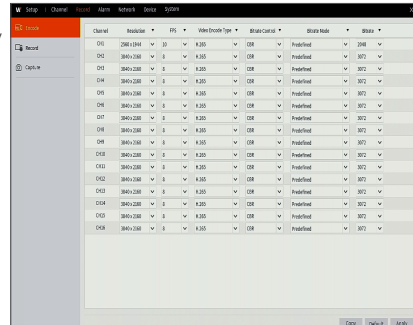 W Setup | Channel Record Alarm Network Device System X
Encode
Record
Capture
Channel Resolution FPS Video Encode Type Bitrate Control Bitrate Mode Bitrate
CH1 2560 x 1944 20 H.265 CBR Predefined 2048
CH2 3840 x 2160 8 H.265 CBR Predefined 3072
CH3 3840 x 2160 8 H.265 CBR Predefined 3072
CH4 3840 x 2160 8 H.265 CBR Predefined 3072
CH5 3840 x 2160 8 H.265 CBR Predefined 3072
CH6 3840 x 2160 8 H.265 CBR Predefined 3072
CH7 3840 x 2160 8 H.265 CBR Predefined 3072
CH8 3840 x 2160 8 H.265 CBR Predefined 3072
CH9 3840 x 2160 8 H.265 CBR Predefined 3072
CH10 3840 x 2160 8 H.265 CBR Predefined 3072
CH11 3840 x 2160 8 H.265 CBR Predefined 3072
CH12 3840 x 2160 8 H.265 CBR Predefined 3072
CH13 3840 x 2160 8 H.265 CBR Predefined 3072
CH14 3840 x 2160 8 H.265 CBR Predefined 3072
CH15 3840 x 2160 8 H.265 CBR Predefined 3072
CH16 3840 x 2160 8 H.265 CBR Predefined 3072
Copy Default Apply